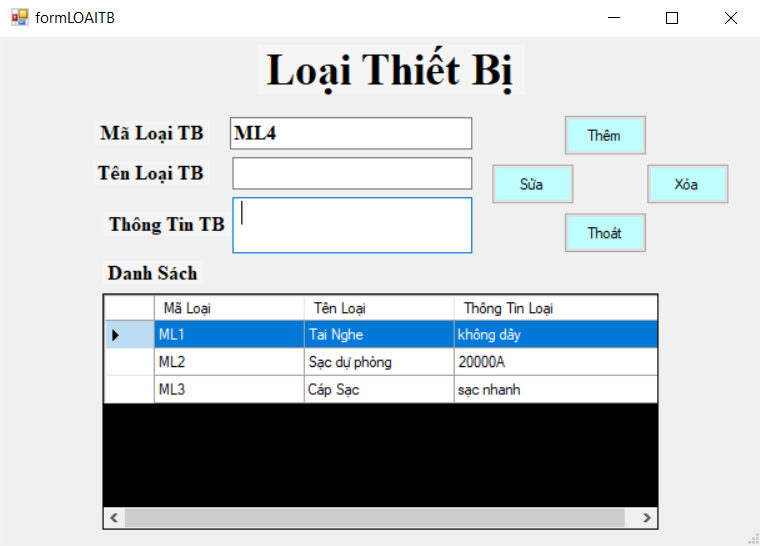 formLOAITB
Loại Thiết Bị
Mã Loại TB ML4 Thêm
Tên Loại TB Sửa Xóa
Thông Tin TB Thoát
Danh Sách
Mã Loại Tên Loại Thông Tin Loại
ML1 Tai Nghe không dây
ML2 Sạc dự phòng 20000A
ML3 Cáp Sạc sạc nhanh